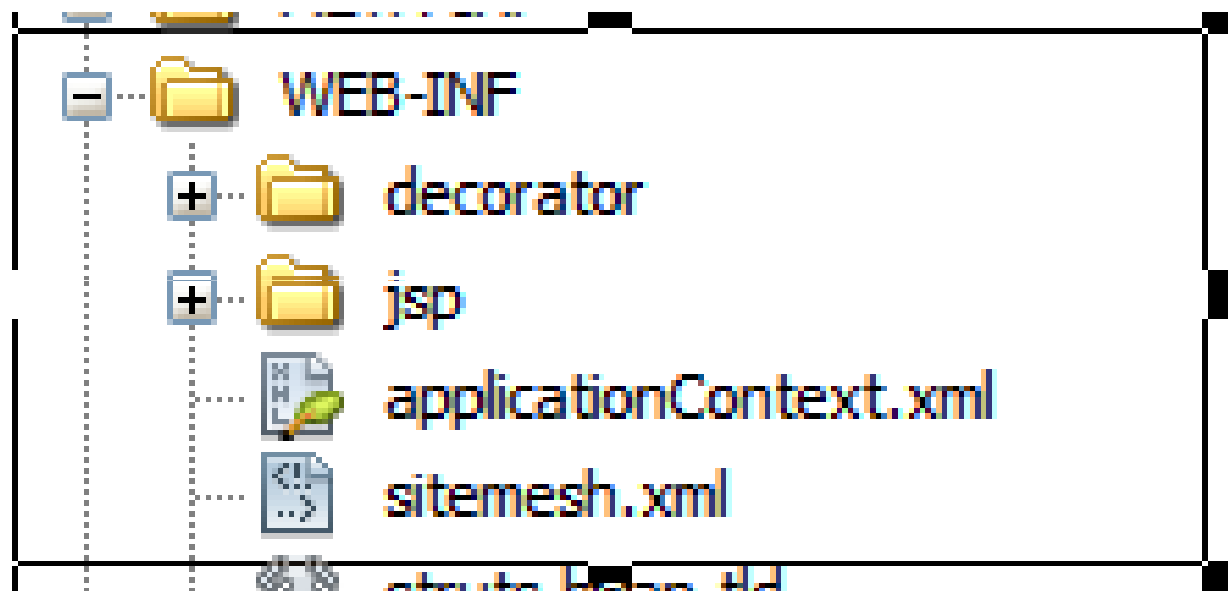 WEB-INF
decorator
jsp
applicationContext.xml
sitemesh.xml